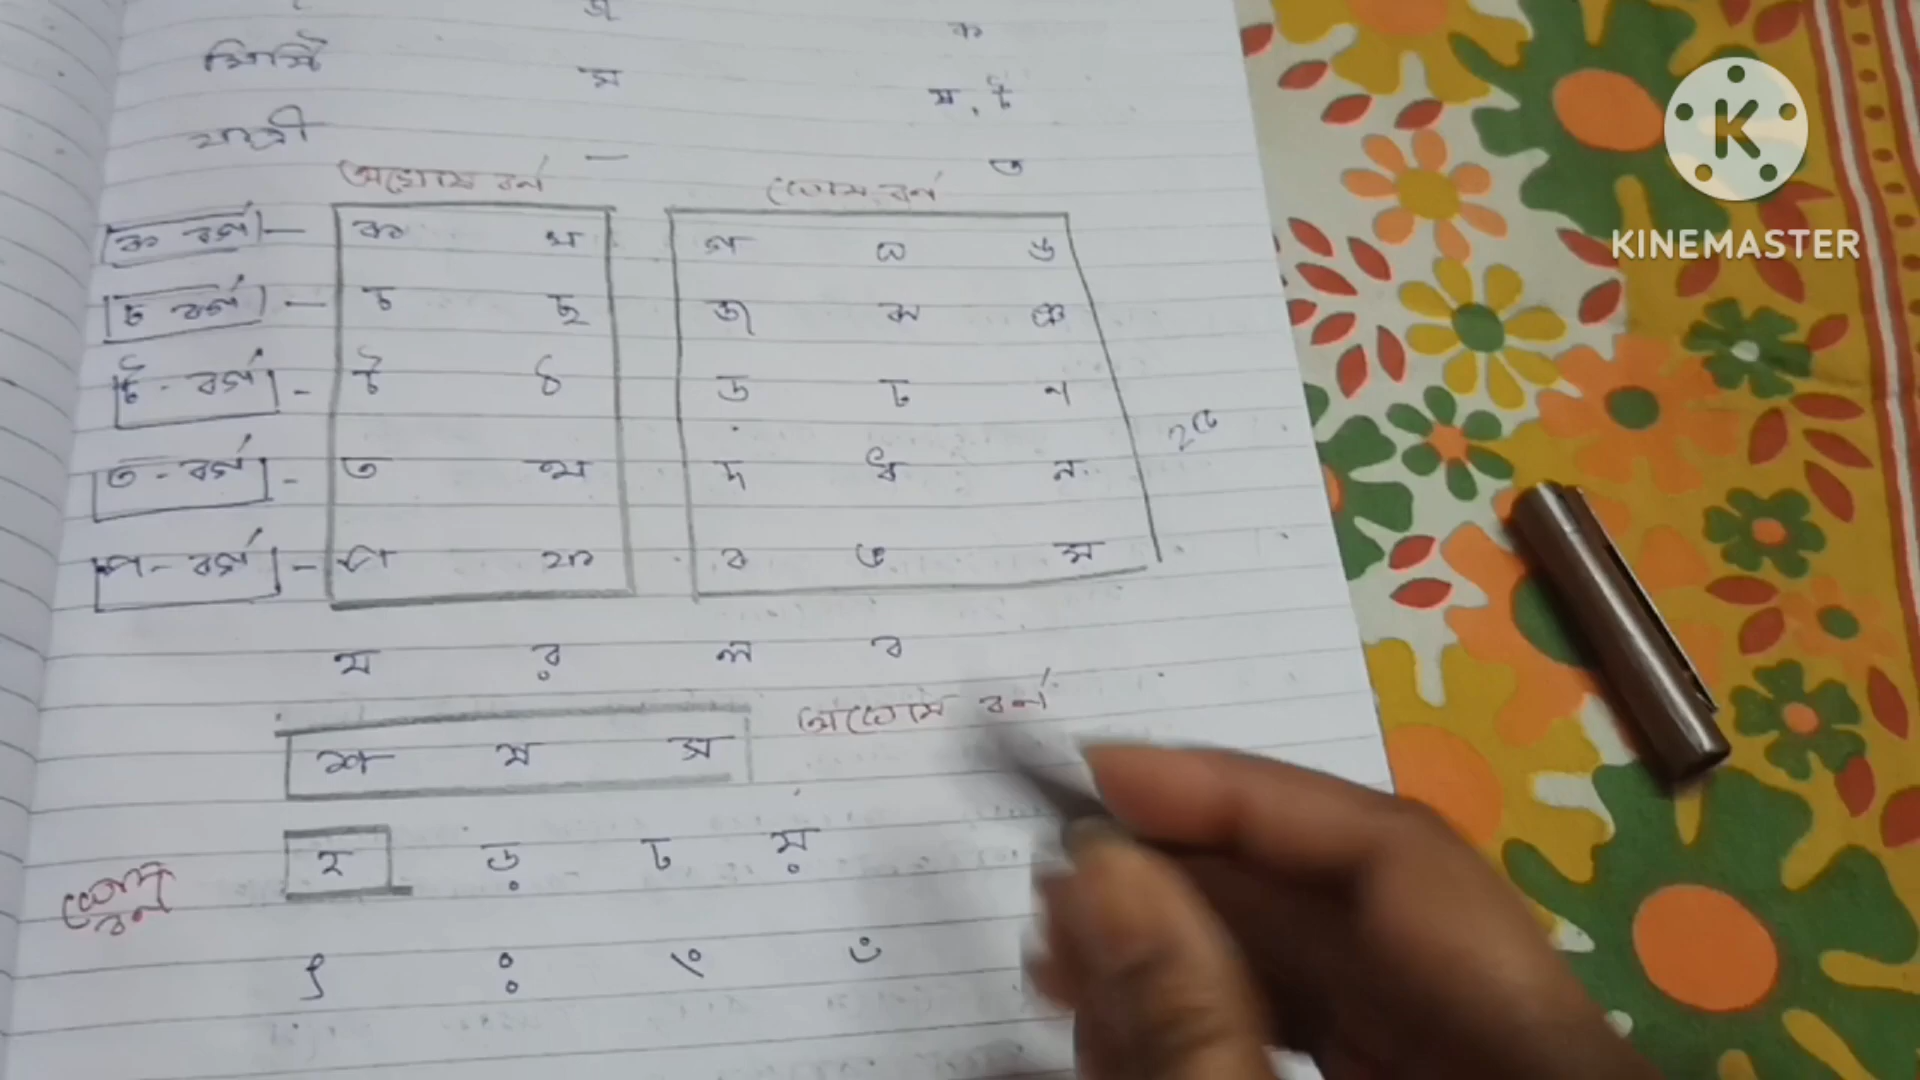 ক
মিষ্টি স ষ, ট
যাত্রী — ত
অঘোষ বর্ণ ঘোষ বর্ণ
ক বর্গ — ক খ গ ঘ ঙ
চ বর্গ — চ ছ জ ঝ ঞ
ট - বর্গ - ট ঠ ড ঢ ণ
ত - বর্গ - ত থ দ ধ ন
২৫
প - বর্গ - প ফ ব ভ ম
য র ল ব
অঘোষ বর্ণ
শ ষ স
হ ড় ঢ য়
ঘোষ বর্ণ
ৎ ঃ ং ঁ
KINEMASTER